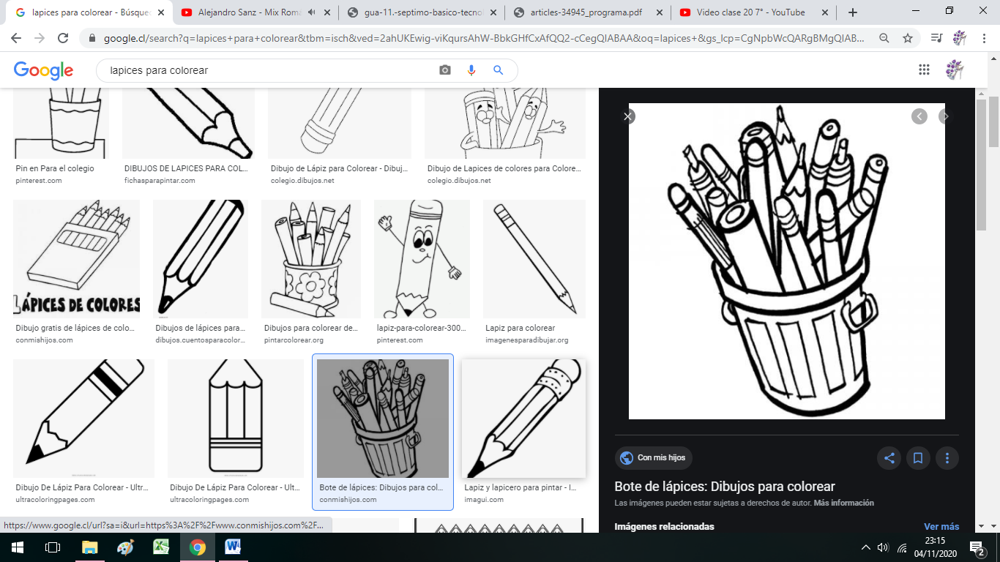 lapices para colorear - Búsque
Alejandro Sanz - Mix Roma
gua-11.-septimo-basico-tecnol
articles-34945_programa.pdf
Video clase 20 7° - YouTube
google.cl/search?q=lapices+para+colorear&tbm=isch&ved=2ahUKEwig-viKqursAhW-BbkGHfCxAfQQ2-cCegQIABAA&oq=lapices+&gs_lcp=CgNpbWcQARgBMgQIAB...
Google
lapices para colorear
Pin en Para el colegio
pinterest.com
DIBUJOS DE LAPICES PARA COL...
fichasparapintar.com
Dibujo de Lápiz para Colorear - Dibuj...
colegio.dibujos.net
Dibujo de Lapices de colores para Colore...
colegio.dibujos.net
LÁPICES DE COLORES
Dibujo gratis de lápices de colo...
conmishijos.com
Dibujos de lápices para...
dibujos.cuentosparacolor...
Dibujos para colorear de...
pintarcolorear.org
lapiz-para-colorear-300...
pinterest.com
Lapiz para colorear
imagenesparadibujar.org
Dibujo De Lápiz Para Colorear - Ultr...
ultracoloringpages.com
Dibujo De Lápiz Para Colorear - Ult...
ultracoloringpages.com
Bote de lápices: Dibujos para col...
conmishijos.com
Lapiz y lapicero para pintar - I...
imagui.com
Con mis hijos
Bote de lápices: Dibujos para colorear
Las imágenes pueden estar sujetas a derechos de autor. Más información
Imágenes relacionadas
Ver más
https://www.google.cl/url?sa=i&url=https%3A%2F%2Fwww.conmishijos.com%2F...
23:15
04/11/2020
2